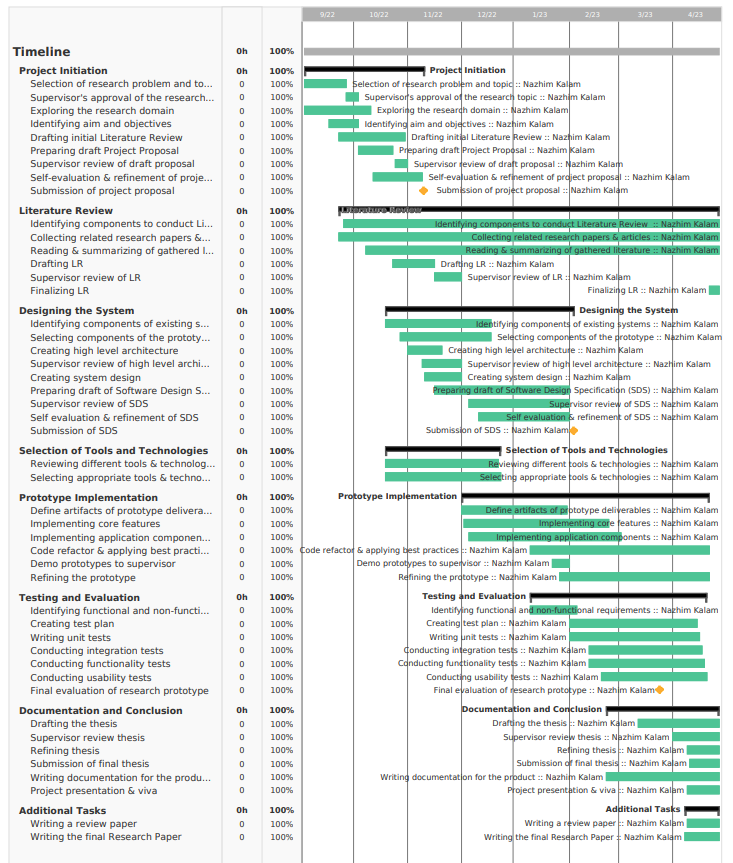 9/22 10/22 11/22 12/22 1/23 2/23 3/23 4/23
Timeline 0h 100%
Project Initiation 0h 100% Project Initiation
Selection of research problem and to... 0 100% Selection of research problem and topic :: Nazhim Kalam
Supervisor's approval of the research... 0 100% Supervisor's approval of the research topic :: Nazhim Kalam
Exploring the research domain 0 100% Exploring the research domain :: Nazhim Kalam
Identifying aim and objectives 0 100% Identifying aim and objectives :: Nazhim Kalam
Drafting initial Literature Review 0 100% Drafting initial Literature Review :: Nazhim Kalam
Preparing draft Project Proposal 0 100% Preparing draft Project Proposal :: Nazhim Kalam
Supervisor review of draft proposal 0 100% Supervisor review of draft proposal :: Nazhim Kalam
Self-evaluation & refinement of proje... 0 100% Self-evaluation & refinement of project proposal :: Nazhim Kalam
Submission of project proposal 0 100% Submission of project proposal :: Nazhim Kalam
Literature Review 0h 100% Literature Review
Identifying components to conduct Li... 0 100% Identifying components to conduct Literature Review :: Nazhim Kalam
Collecting related research papers &... 0 100% Collecting related research papers & articles :: Nazhim Kalam
Reading & summarizing of gathered l... 0 100% Reading & summarizing of gathered literature :: Nazhim Kalam
Drafting LR 0 100% Drafting LR :: Nazhim Kalam
Supervisor review of LR 0 100% Supervisor review of LR :: Nazhim Kalam
Finalizing LR 0 100% Finalizing LR :: Nazhim Kalam
Designing the System 0h 100% Designing the System
Identifying components of existing s... 0 100% Identifying components of existing systems :: Nazhim Kalam
Selecting components of the prototy... 0 100% Selecting components of the prototype :: Nazhim Kalam
Creating high level architecture 0 100% Creating high level architecture :: Nazhim Kalam
Supervisor review of high level archi... 0 100% Supervisor review of high level architecture :: Nazhim Kalam
Creating system design 0 100% Creating system design :: Nazhim Kalam
Preparing draft of Software Design S... 0 100% Preparing draft of Software Design Specification (SDS) :: Nazhim Kalam
Supervisor review of SDS 0 100% Supervisor review of SDS :: Nazhim Kalam
Self evaluation & refinement of SDS 0 100% Self evaluation & refinement of SDS :: Nazhim Kalam
Submission of SDS 0 100% Submission of SDS :: Nazhim Kalam
Selection of Tools and Technologies 0h 100% Selection of Tools and Technologies
Reviewing different tools & technolog... 0 100% Reviewing different tools & technologies :: Nazhim Kalam
Selecting appropriate tools & techno... 0 100% Selecting appropriate tools & technologies :: Nazhim Kalam
Prototype Implementation 0h 100% Prototype Implementation
Define artifacts of prototype delivera... 0 100% Define artifacts of prototype deliverables :: Nazhim Kalam
Implementing core features 0 100% Implementing core features :: Nazhim Kalam
Implementing application componen... 0 100% Implementing application components :: Nazhim Kalam
Code refactor & applying best practi... 0 100% Code refactor & applying best practices :: Nazhim Kalam
Demo prototypes to supervisor 0 100% Demo prototypes to supervisor :: Nazhim Kalam
Refining the prototype 0 100% Refining the prototype :: Nazhim Kalam
Testing and Evaluation 0h 100% Testing and Evaluation
Identifying functional and non-functi... 0 100% Identifying functional and non-functional requirements :: Nazhim Kalam
Creating test plan 0 100% Creating test plan :: Nazhim Kalam
Writing unit tests 0 100% Writing unit tests :: Nazhim Kalam
Conducting integration tests 0 100% Conducting integration tests :: Nazhim Kalam
Conducting functionality tests 0 100% Conducting functionality tests :: Nazhim Kalam
Conducting usability tests 0 100% Conducting usability tests :: Nazhim Kalam
Final evaluation of research prototype 0 100% Final evaluation of research prototype :: Nazhim Kalam
Documentation and Conclusion 0h 100% Documentation and Conclusion
Drafting the thesis 0 100% Drafting the thesis :: Nazhim Kalam
Supervisor review thesis 0 100% Supervisor review thesis :: Nazhim Kalam
Refining thesis 0 100% Refining thesis :: Nazhim Kalam
Submission of final thesis 0 100% Submission of final thesis :: Nazhim Kalam
Writing documentation for the produ... 0 100% Writing documentation for the product :: Nazhim Kalam
Project presentation & viva 0 100% Project presentation & viva :: Nazhim Kalam
Additional Tasks 0h 100% Additional Tasks
Writing a review paper 0 100% Writing a review paper :: Nazhim Kalam
Writing the final Research Paper 0 100% Writing the final Research Paper :: Nazhim Kalam